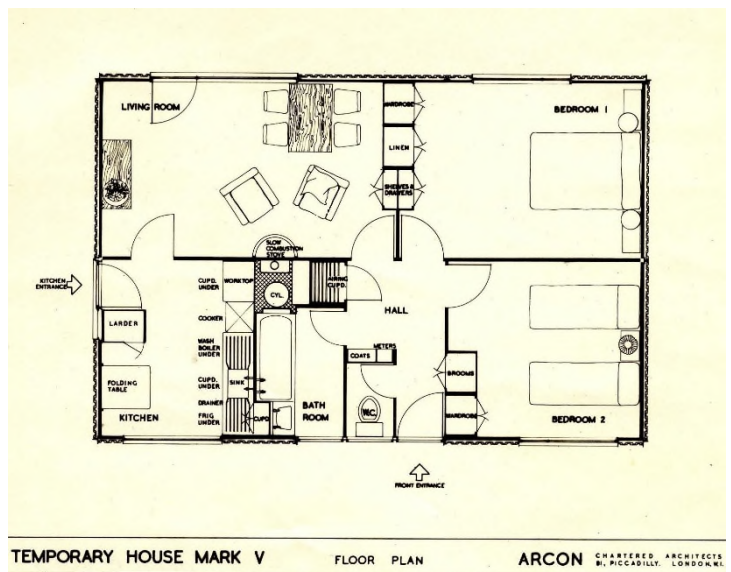 LIVING ROOM
WARDROBE
LINEN
SHELVES &
DRAWERS
BEDROOM 1
SLOW
COMBUSTION
STOVE
KITCHEN
ENTRANCE
CUPD.
UNDER
WORKTOP
CYL.
AIRING
CUPD.
HALL
LARDER
COOKER
WASH
BOILER
UNDER
METERS
COATS
FOLDING
TABLE
CUPD.
UNDER
SINK
BROOMS
DRAINER
KITCHEN
FRIG
UNDER
CUPD
BATH
ROOM
W.C.
WARDROBE
BEDROOM 2
FRONT ENTRANCE
TEMPORARY HOUSE MARK V
FLOOR PLAN
ARCON
CHARTERED ARCHITECTS
81, PICCADILLY. LONDON.W.1.